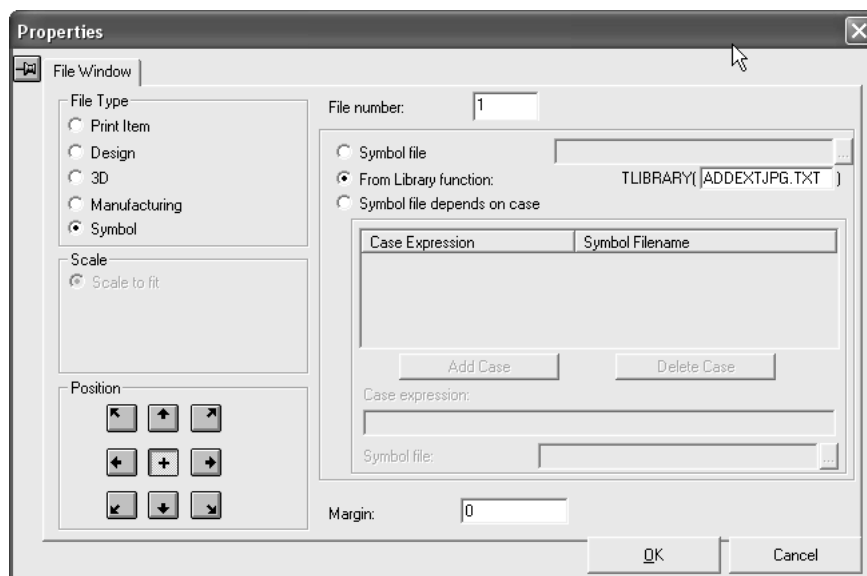 Properties
File Window
File Type
Print Item
Design
3D
Manufacturing
Symbol
Scale
Scale to fit
Position
File number: 1
Symbol file ...
From Library function: TLIBRARY( ADDEXTJPG.TXT )
Symbol file depends on case
Case Expression Symbol Filename
Add Case Delete Case
Case expression:
Symbol file: ...
Margin: 0
OK Cancel